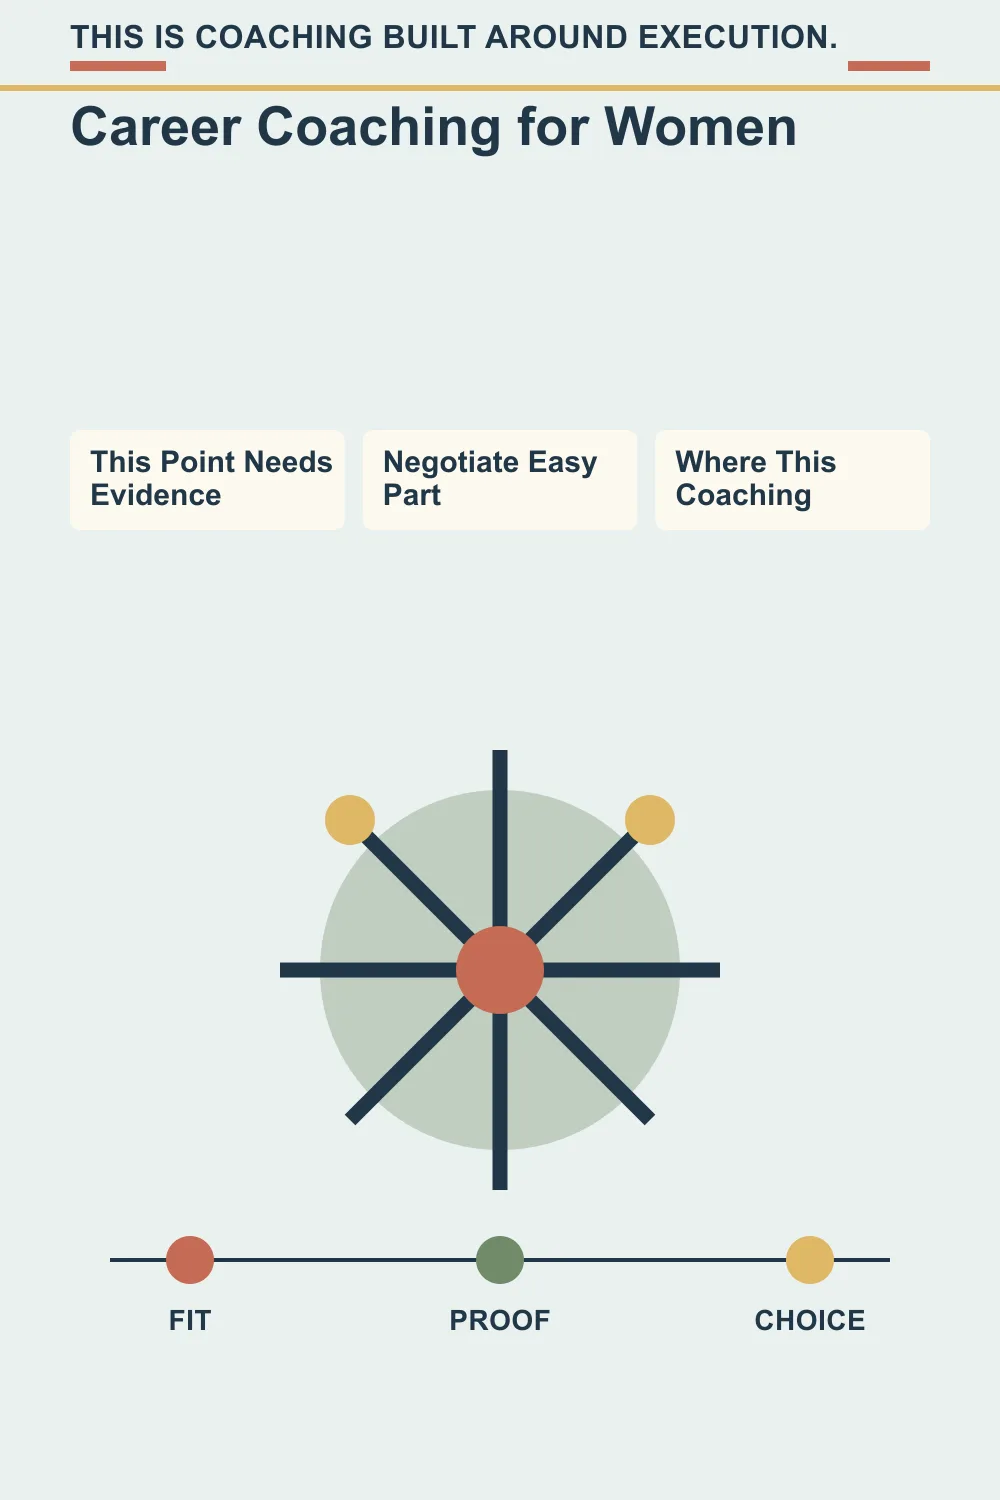 THIS IS COACHING BUILT AROUND EXECUTION.
Career Coaching for Women
This Point Needs
Evidence
Negotiate Easy
Part
Where This
Coaching
FIT
PROOF
CHOICE